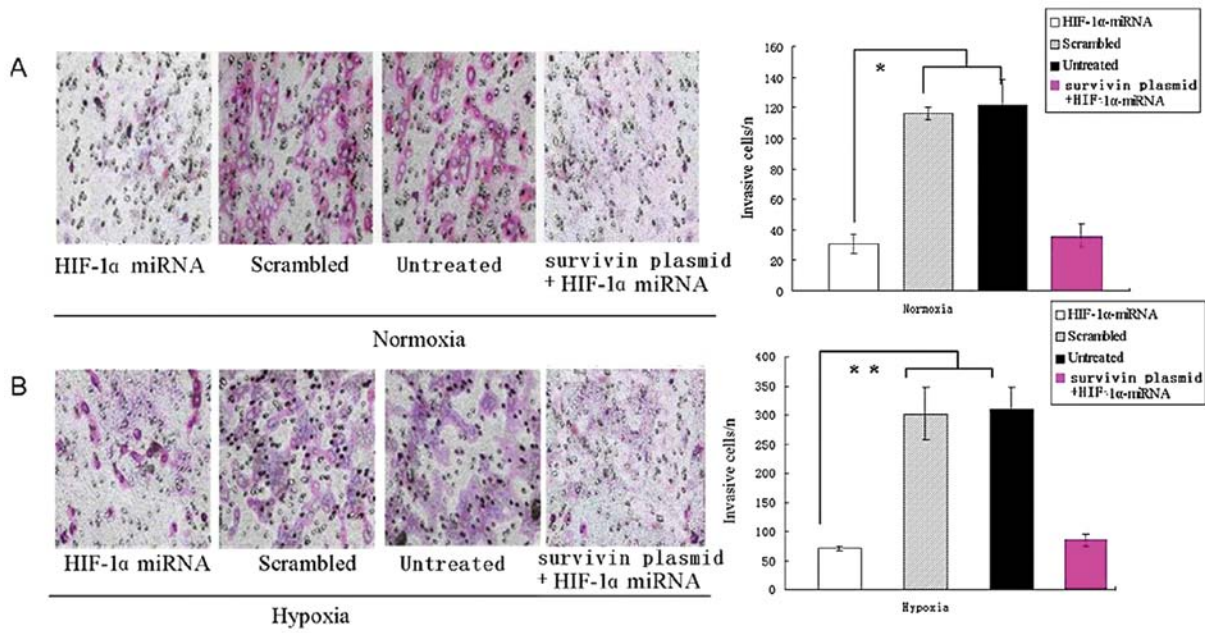 A
HIF-1α miRNA
Scrambled
Untreated
survivin plasmid
+ HIF-1α miRNA
Normoxia
Invasive cells/n
160
140
120
100
80
60
40
20
0
*
Normoxia
HIF-1α-miRNA
Scrambled
Untreated
survivin plasmid
+HIF-1α-miRNA
B
HIF-1α miRNA
Scrambled
Untreated
survivin plasmid
+ HIF-1α miRNA
Hypoxia
Invasive cells/n
400
350
300
250
200
150
100
50
0
* *
Hypoxia
HIF-1α-miRNA
Scrambled
Untreated
survivin plasmid
+HIF-1α-miRNA